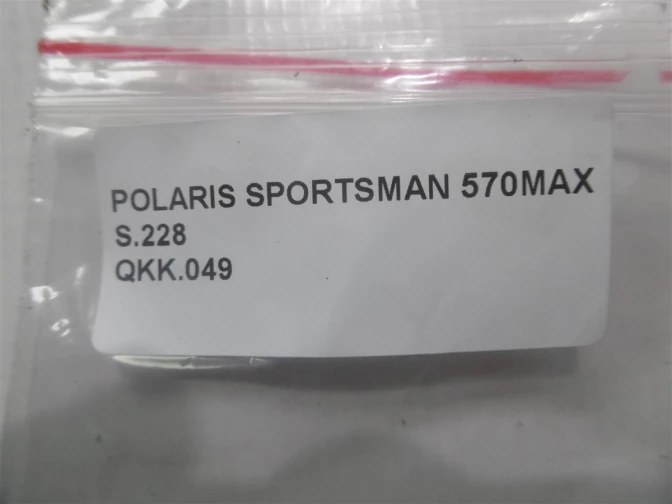 POLARIS SPORTSMAN 570MAX
S.228
QKK.049